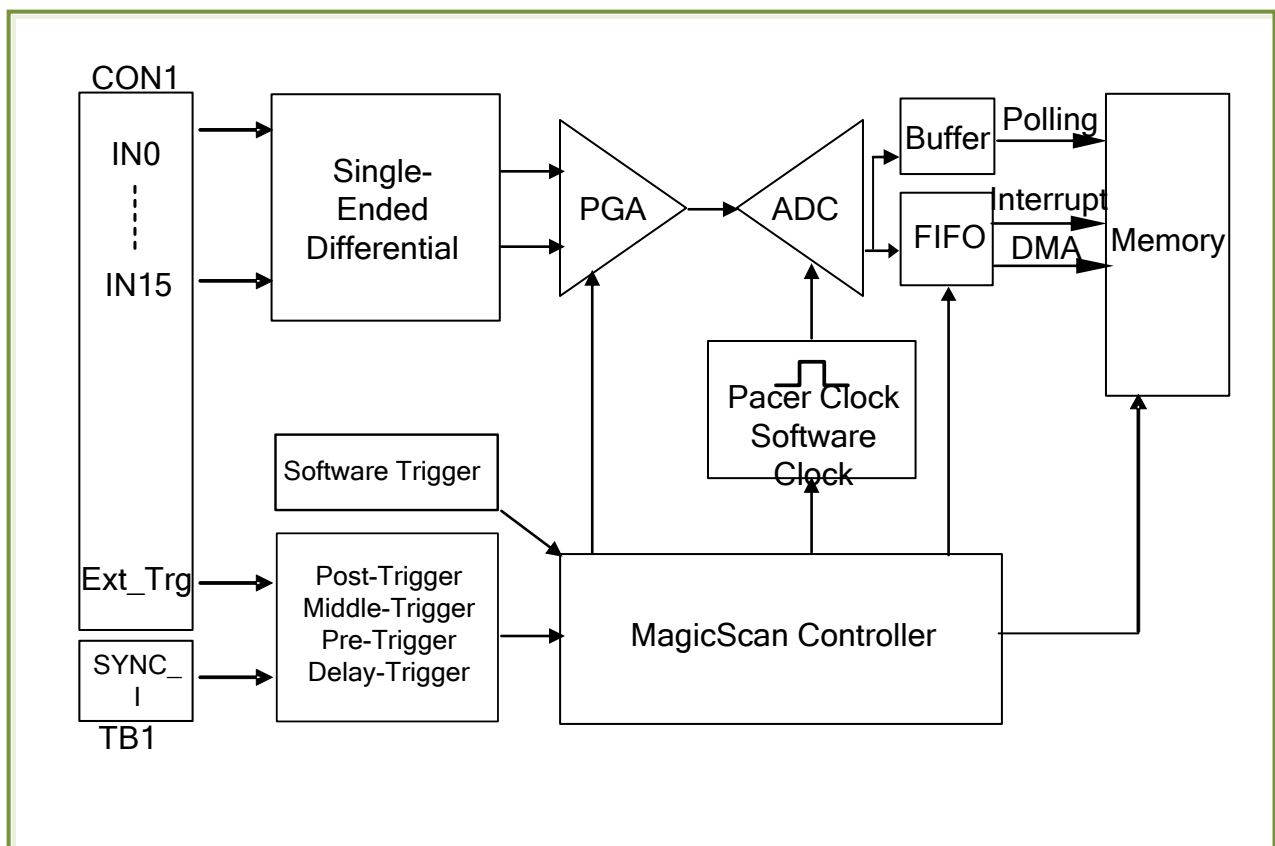 CON1
IN0
IN15
Ext_Trg
SYNC_
I
TB1
Single-
Ended
Differential
PGA
ADC
Buffer
FIFO
Polling
Interrupt
DMA
Memory
Pacer Clock
Software
Clock
Software Trigger
Post-Trigger
Middle-Trigger
Pre-Trigger
Delay-Trigger
MagicScan Controller